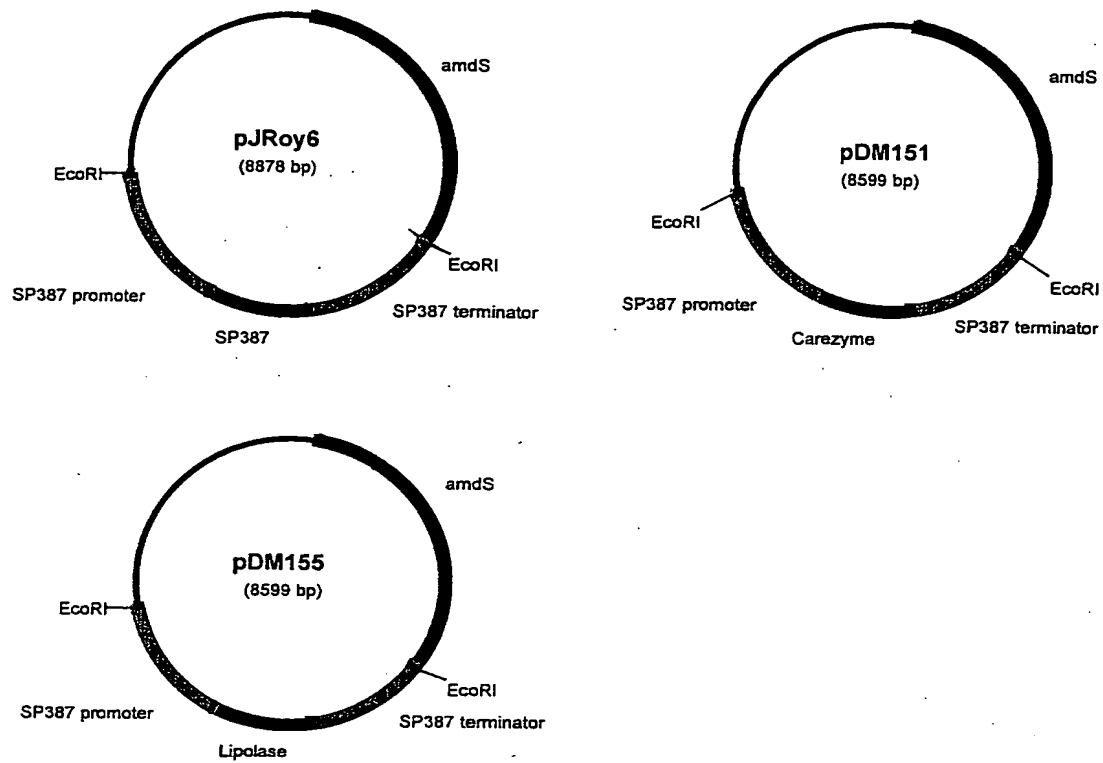 amdS
pJRoy6
(8878 bp)
EcoRI
EcoRI
SP387 promoter
SP387 terminator
SP387
amdS
pDM151
(8599 bp)
EcoRI
EcoRI
SP387 promoter
SP387 terminator
Carezyme
amdS
pDM155
(8599 bp)
EcoRI
EcoRI
SP387 promoter
SP387 terminator
Lipolase